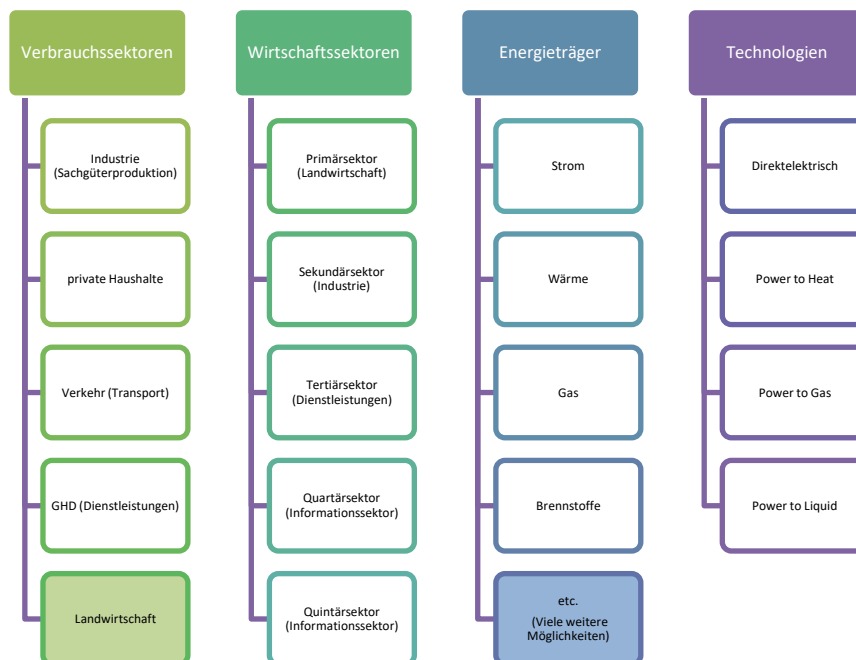 Verbrauchssektoren
Industrie
(Sachgüterproduktion)
private Haushalte
Verkehr (Transport)
GHD (Dienstleistungen)
Landwirtschaft
Wirtschaftssektoren
Primärsektor
(Landwirtschaft)
Sekundärsektor
(Industrie)
Tertiärsektor
(Dienstleistungen)
Quartärsektor
(Informationssektor)
Quintärsektor
(Informationssektor)
Energieträger
Strom
Wärme
Gas
Brennstoffe
etc.
(Viele weitere
Möglichkeiten)
Technologien
Direktelektrisch
Power to Heat
Power to Gas
Power to Liquid